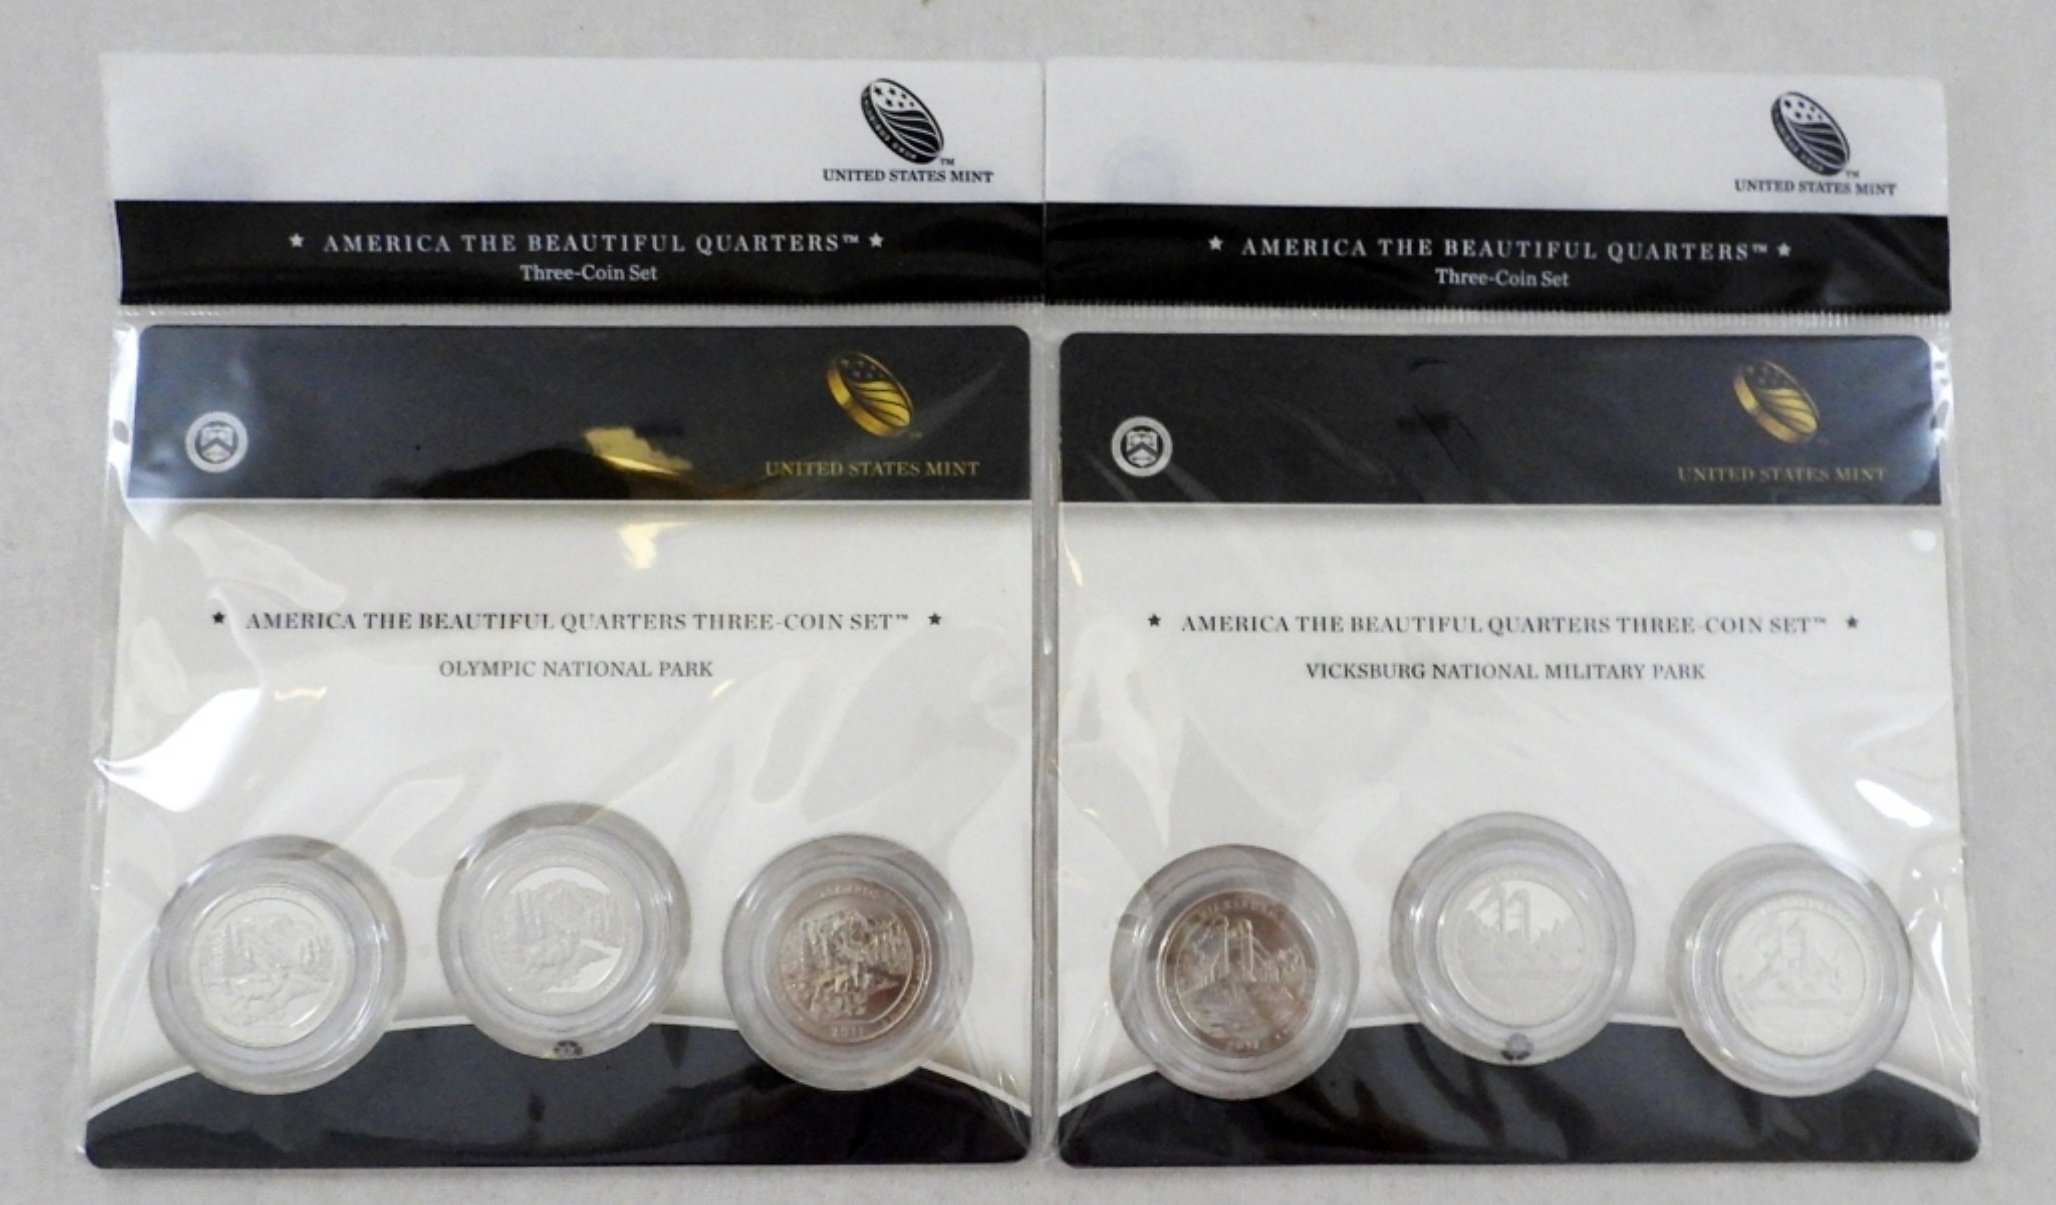 UNITED STATES MINT
★ AMERICA THE BEAUTIFUL QUARTERS™ ★
Three-Coin Set
UNITED STATES MINT
★ AMERICA THE BEAUTIFUL QUARTERS THREE-COIN SET™ ★
OLYMPIC NATIONAL PARK
OLYMPIC
UNITED STATES MINT
★ AMERICA THE BEAUTIFUL QUARTERS™ ★
Three-Coin Set
UNITED STATES MINT
★ AMERICA THE BEAUTIFUL QUARTERS THREE-COIN SET™ ★
VICKSBURG NATIONAL MILITARY PARK
VICKSBURG